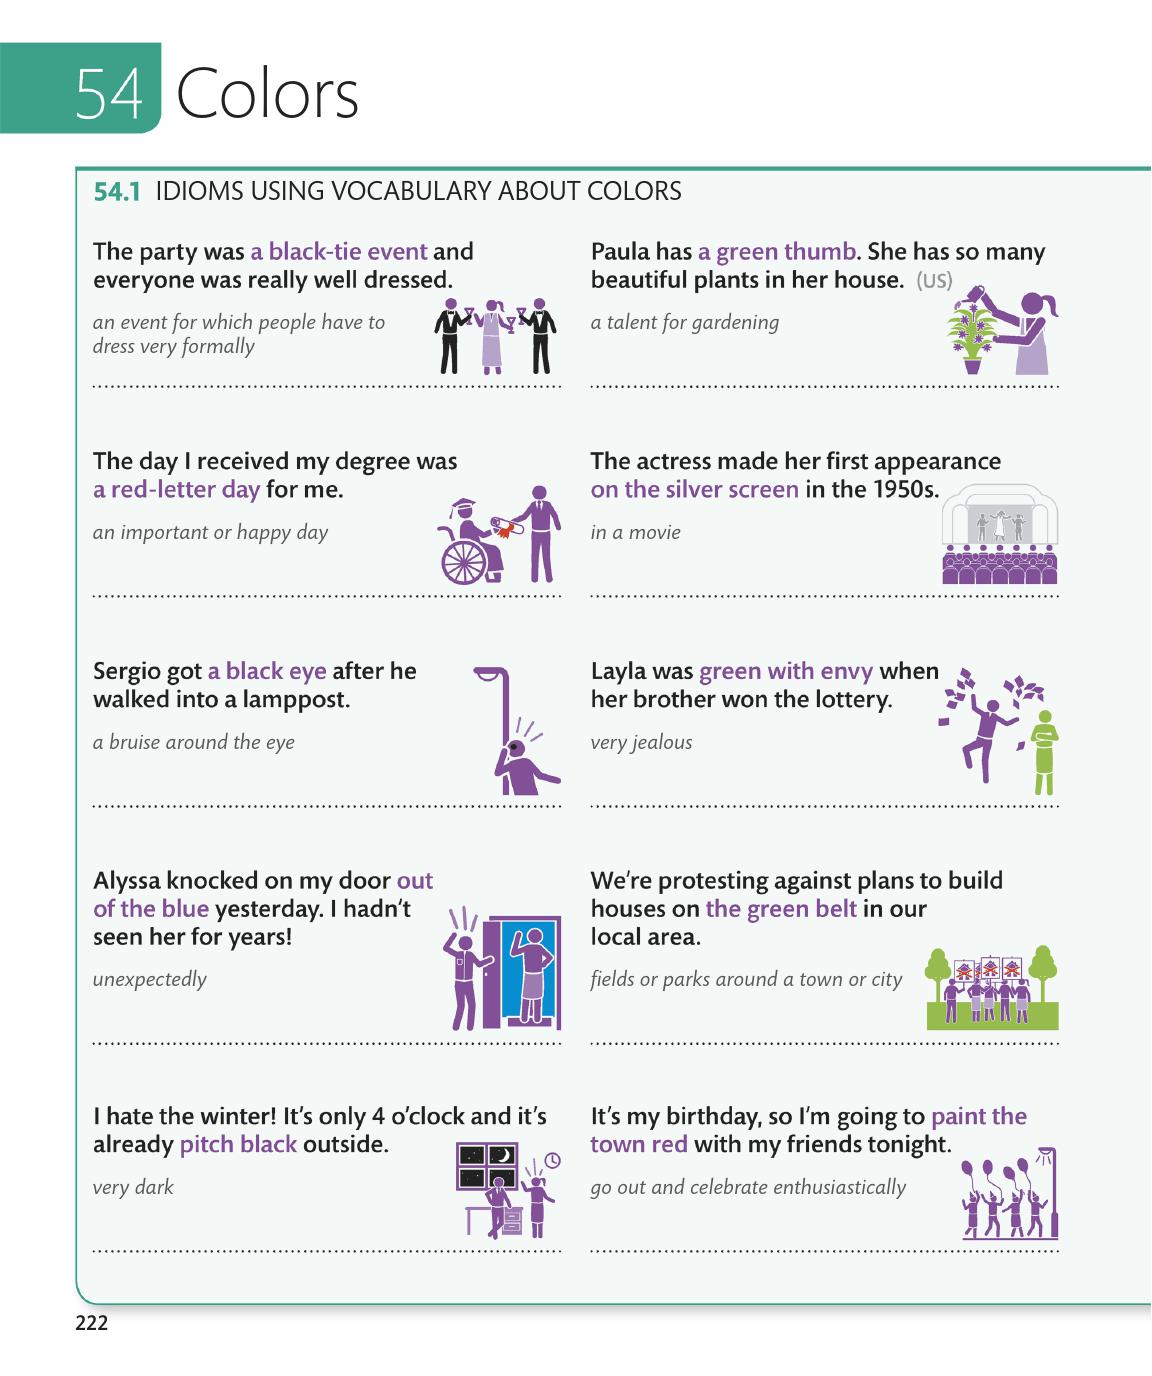 54 Colors
54.1 IDIOMS USING VOCABULARY ABOUT COLORS
The party was a black-tie event and
everyone was really well dressed.
an event for which people have to
dress very formally
Paula has a green thumb. She has so many
beautiful plants in her house. (US)
a talent for gardening
The day I received my degree was
a red-letter day for me.
an important or happy day
The actress made her first appearance
on the silver screen in the 1950s.
in a movie
Sergio got a black eye after he
walked into a lamppost.
a bruise around the eye
Layla was green with envy when
her brother won the lottery.
very jealous
Alyssa knocked on my door out
of the blue yesterday. I hadn't
seen her for years!
unexpectedly
We're protesting against plans to build
houses on the green belt in our
local area.
fields or parks around a town or city
I hate the winter! It's only 4 o'clock and it's
already pitch black outside.
very dark
It's my birthday, so I'm going to paint the
town red with my friends tonight.
go out and celebrate enthusiastically
222